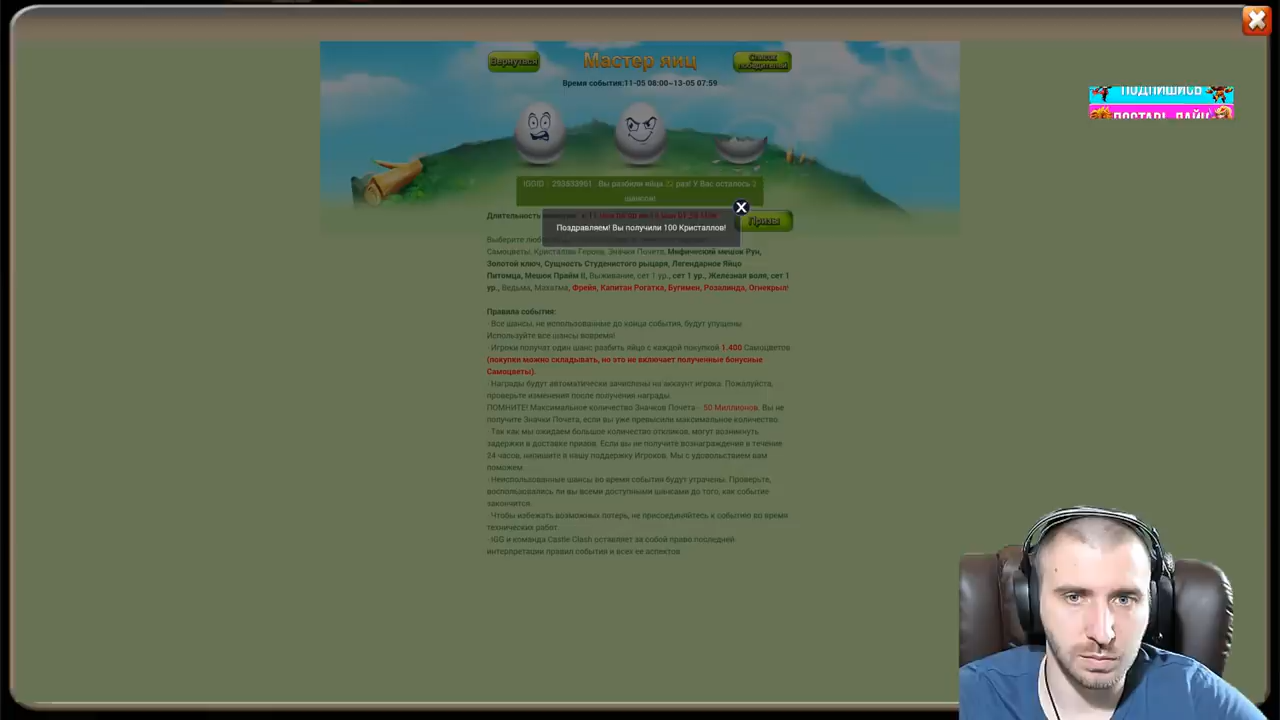 Вернуться
Мастер яиц
Список
победителей
Время события:11-05 08:00~13-05 07:59
ПОДПИШИСЬ
ПОСТАВЬ ЛАЙК
IGGID : 293833901 Вы разбили яйца 22 раз! У Вас осталось 2
шансов!
Призы
Поздравляем! Вы получили 100 Кристаллов!
Самоцветы, Кристаллы Героев, Значки Почета, Мифический мешок Рун,
Золотой ключ, Сущность Студенистого рыцаря, Легендарное Яйцо
Питомца, Мешок Прайм II, Выживание, сет 1 ур., сет 1 ур., Железная воля, сет 1
ур., Ведьма, Махатма, Фрейя, Капитан Рогатка, Бугимен, Розалинда, Огнекрыл!
Правила события:
· Все шансы, не использованные до конца события, будут упущены
Используйте все шансы вовремя!
· Игроки получат один шанс разбить яйцо с каждой покупкой 1.400 Самоцветов
(покупки можно складывать, но это не включает полученные бонусные
Самоцветы).
· Награды будут автоматически зачислены на аккаунт игрока. Пожалуйста,
проверьте изменения после получения награды
ПОМНИТЕ! Максимальное количество Значков Почета - 50 Миллионов. Вы не
получите Значки Почета, если вы уже превысили максимальное количество.
· Так как мы ожидаем большое количество откликов, могут возникнуть
задержки в доставке призов. Если вы не получите вознаграждения в течение
24 часов, напишите в нашу поддержку Игроков. Мы с удовольствием вам
поможем
· Неиспользованные шансы во время события будут утрачены. Проверьте,
воспользовались ли вы всеми доступными шансами до того, как событие
закончится.
· Чтобы избежать возможных потерь, не присоединяйтесь к событию во время
технических работ.
· IGG и команда Castle Clash оставляет за собой право последней
интерпретации правил события и всех ее аспектов